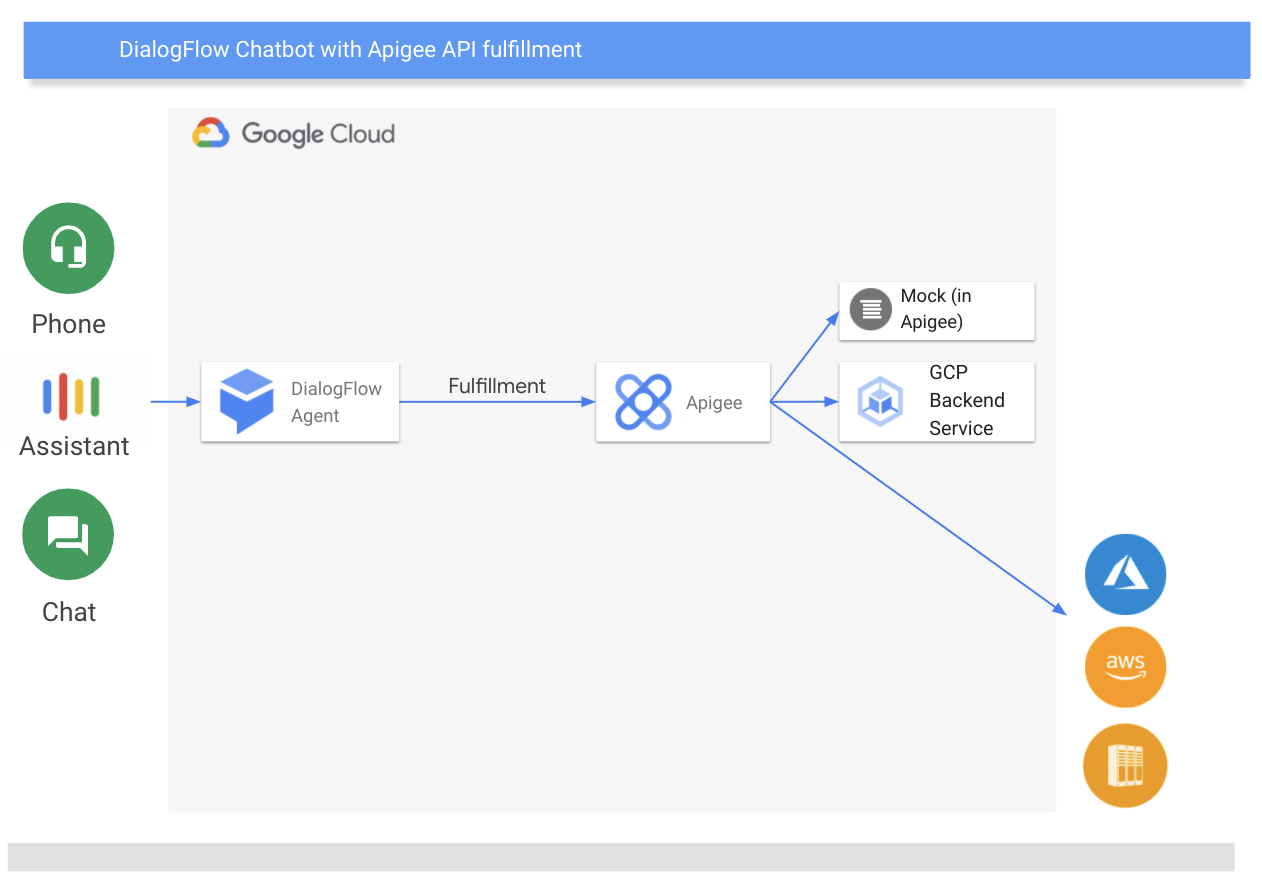 DialogFlow Chatbot with Apigee API fulfillment
Google Cloud
Phone
Assistant
Chat
DialogFlow
Agent
Fulfillment
Apigee
Mock (in
Apigee)
GCP
Backend
Service
aws